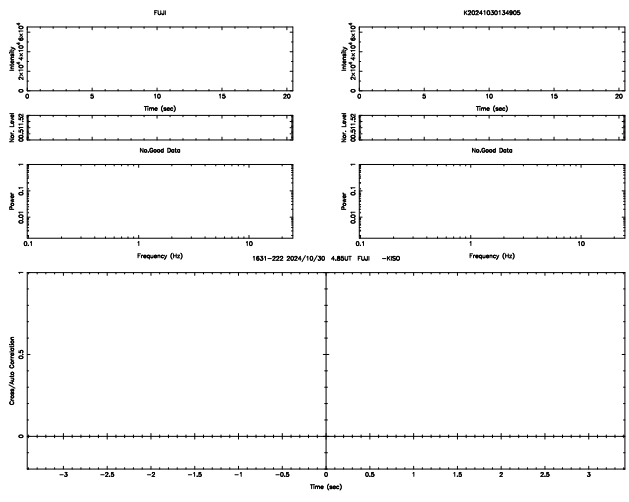 FUJI K20241030134905
Intensity 0 2×10⁴ 4×10⁴ 6×10⁴ Intensity 0 2×10⁴ 4×10⁴ 6×10⁴
0 5 10 15 20 0 5 10 15 20
Time (sec) Time (sec)
Nor. Level 00.511.52 Nor. Level 00.511.52
No.Good Data No.Good Data
Power 0.01 0.1 1 Power 0.01 0.1 1
0.1 1 10 0.1 1 10
Frequency (Hz) Frequency (Hz)
1631-222 2024/10/30 4.85UT FUJI -KISO
Cross/Auto Correlation 0 0.5 1
-3 -2.5 -2 -1.5 -1 -0.5 0 0.5 1 1.5 2 2.5 3
Time (sec)